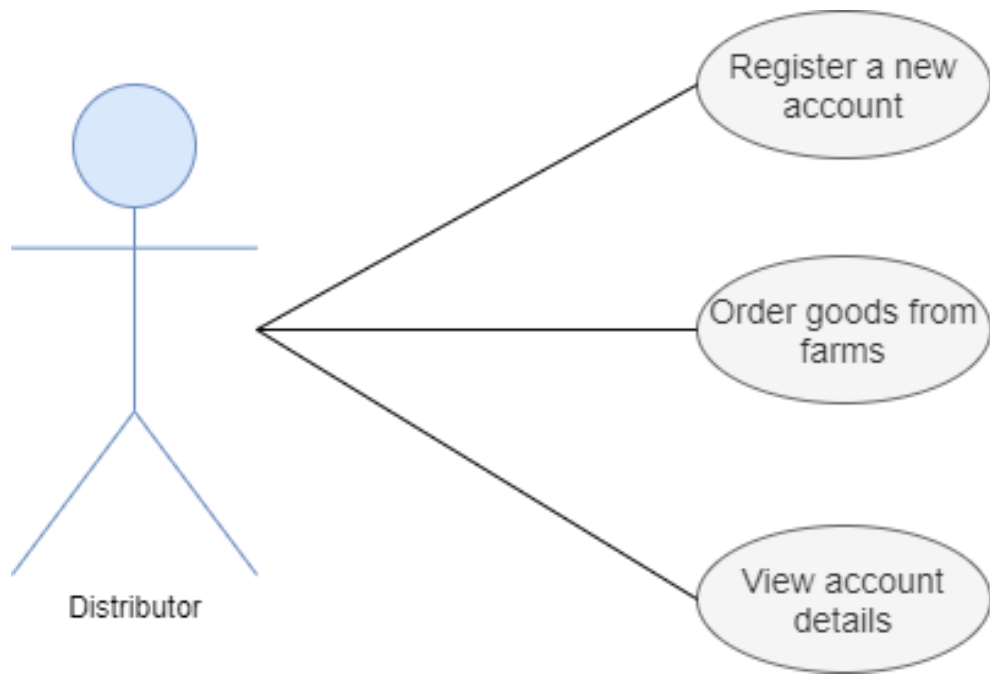 Register a new
account
Order goods from
farms
View account
details
Distributor